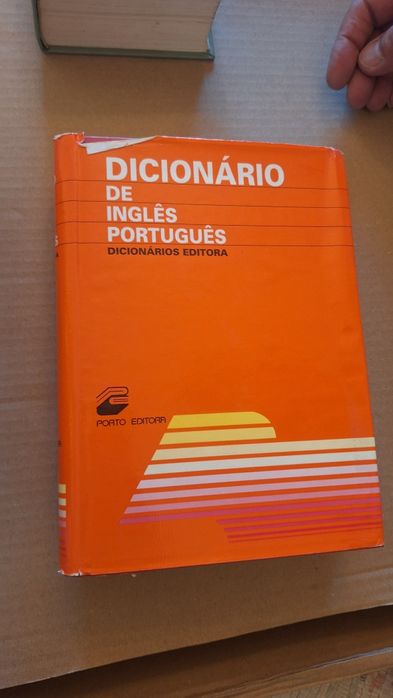 DICIONÁRIO
DE
INGLÊS
PORTUGUÊS
DICIONÁRIOS EDITORA
PORTO EDITORA